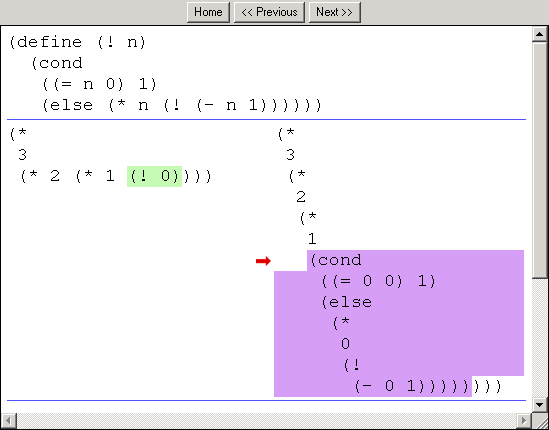 Home << Previous Next >>
(define (! n)
(cond
((= n 0) 1)
(else (* n (! (- n 1))))))
(*
3
(* 2 (* 1 (! 0))))
(*
3
(*
2
(*
1
(cond
((= 0 0) 1)
(else
(*
0
(!
(- 0 1))))))))